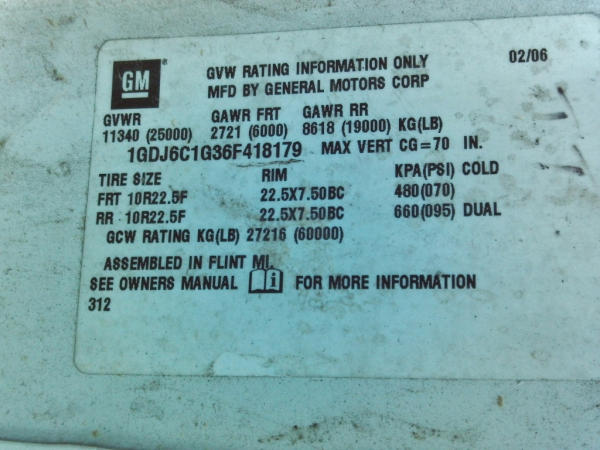 GM ®
GVW RATING INFORMATION ONLY 02/06
MFD BY GENERAL MOTORS CORP
GVWR GAWR FRT GAWR RR
11340 (25000) 2721 (6000) 8618 (19000) KG(LB)
1GDJ6C1G36F418179 MAX VERT CG=70 IN.
TIRE SIZE RIM KPA(PSI) COLD
FRT 10R22.5F 22.5X7.50BC 480(070)
RR 10R22.5F 22.5X7.50BC 660(095) DUAL
GCW RATING KG(LB) 27216 (60000)
ASSEMBLED IN FLINT MI.
SEE OWNERS MANUAL i FOR MORE INFORMATION
312